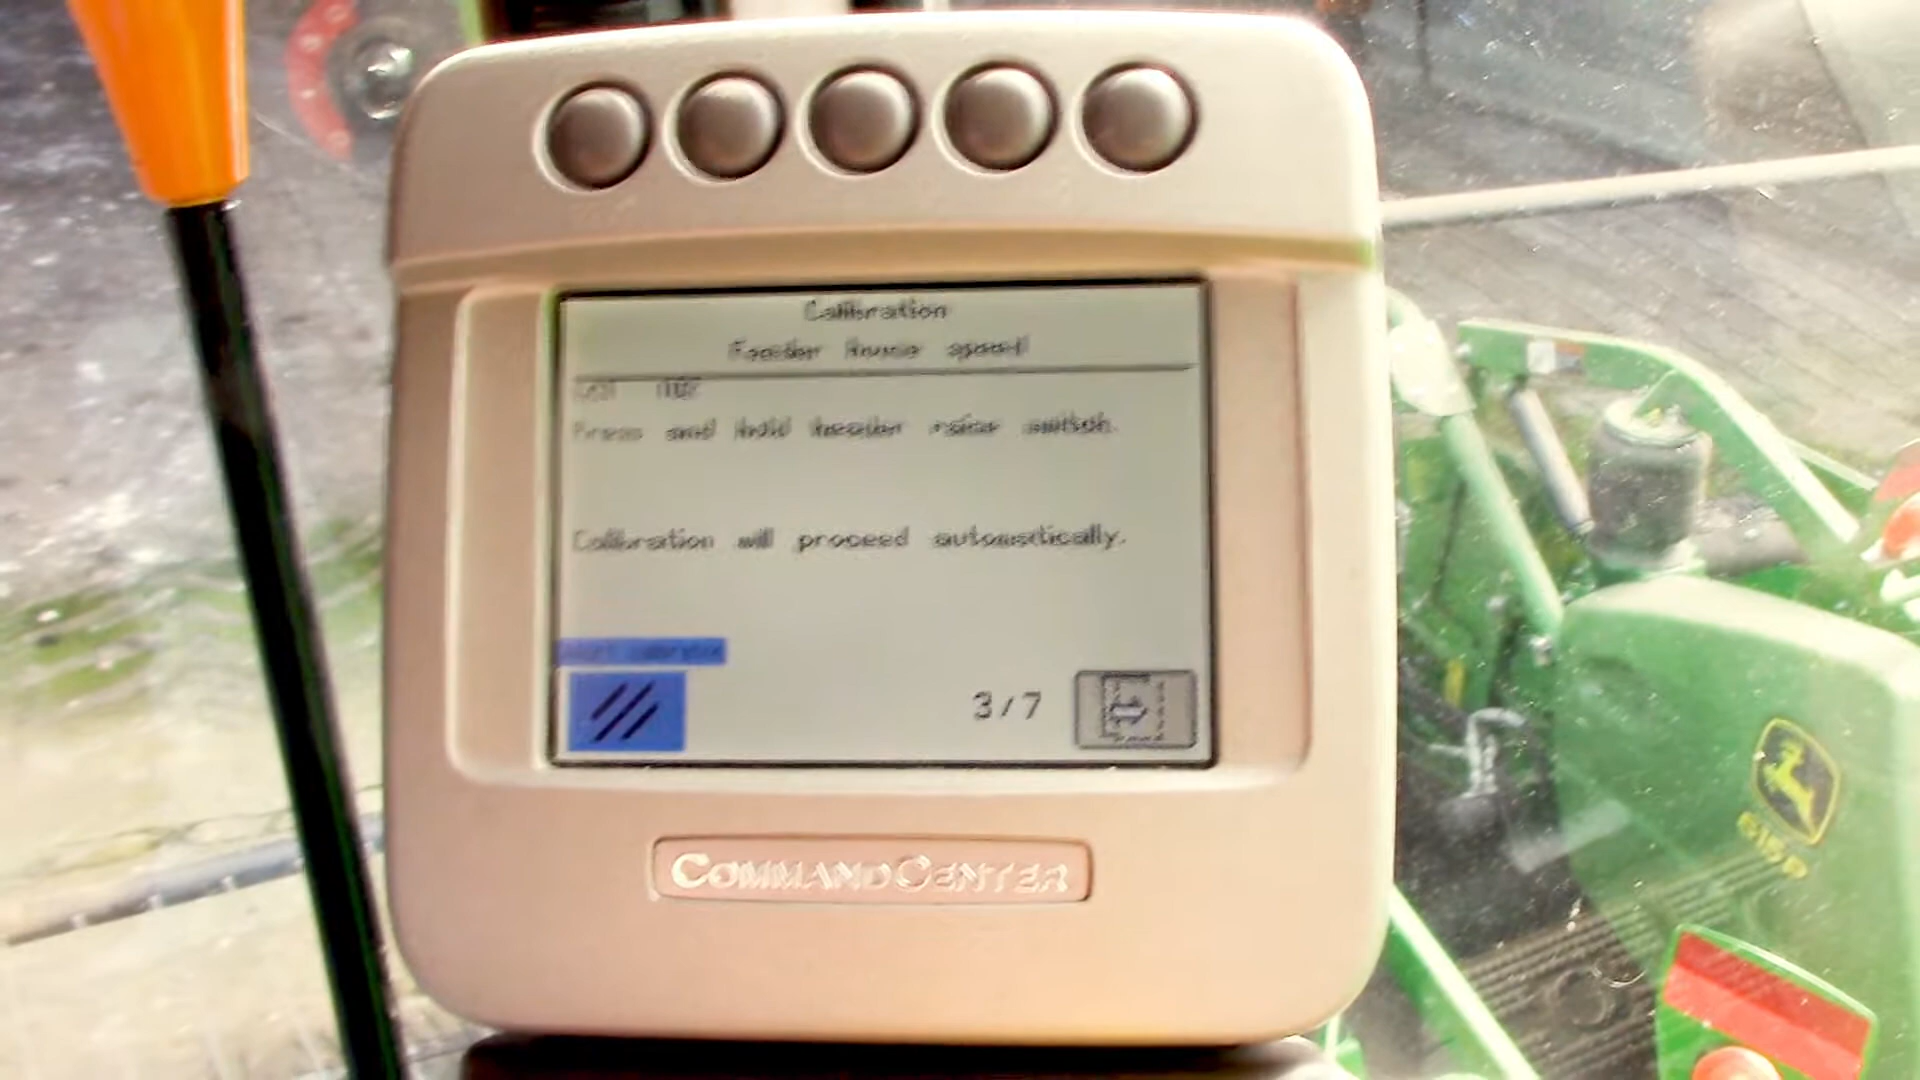 Calibration
Feeder house speed
Press and hold header raise switch.
Calibration will proceed automatically.
3/7
COMMANDCENTER